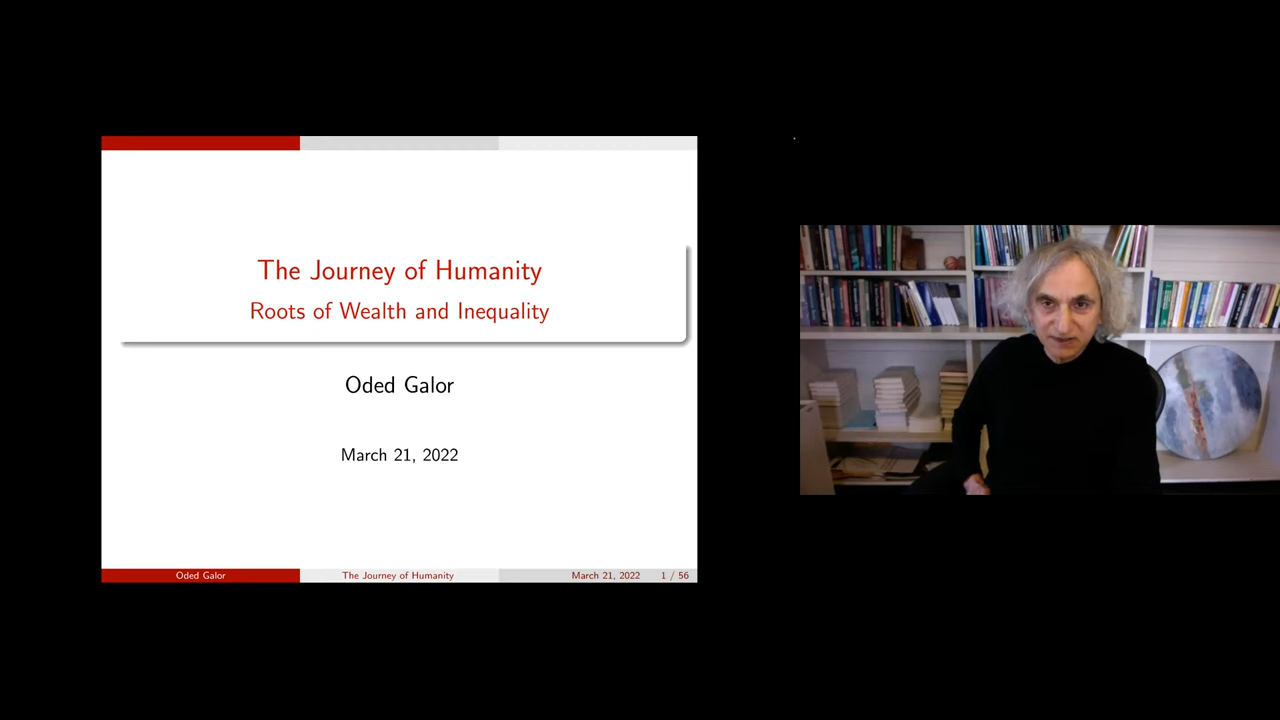 The Journey of Humanity
Roots of Wealth and Inequality
Oded Galor
March 21, 2022
Oded Galor
The Journey of Humanity
March 21, 2022
1 / 56